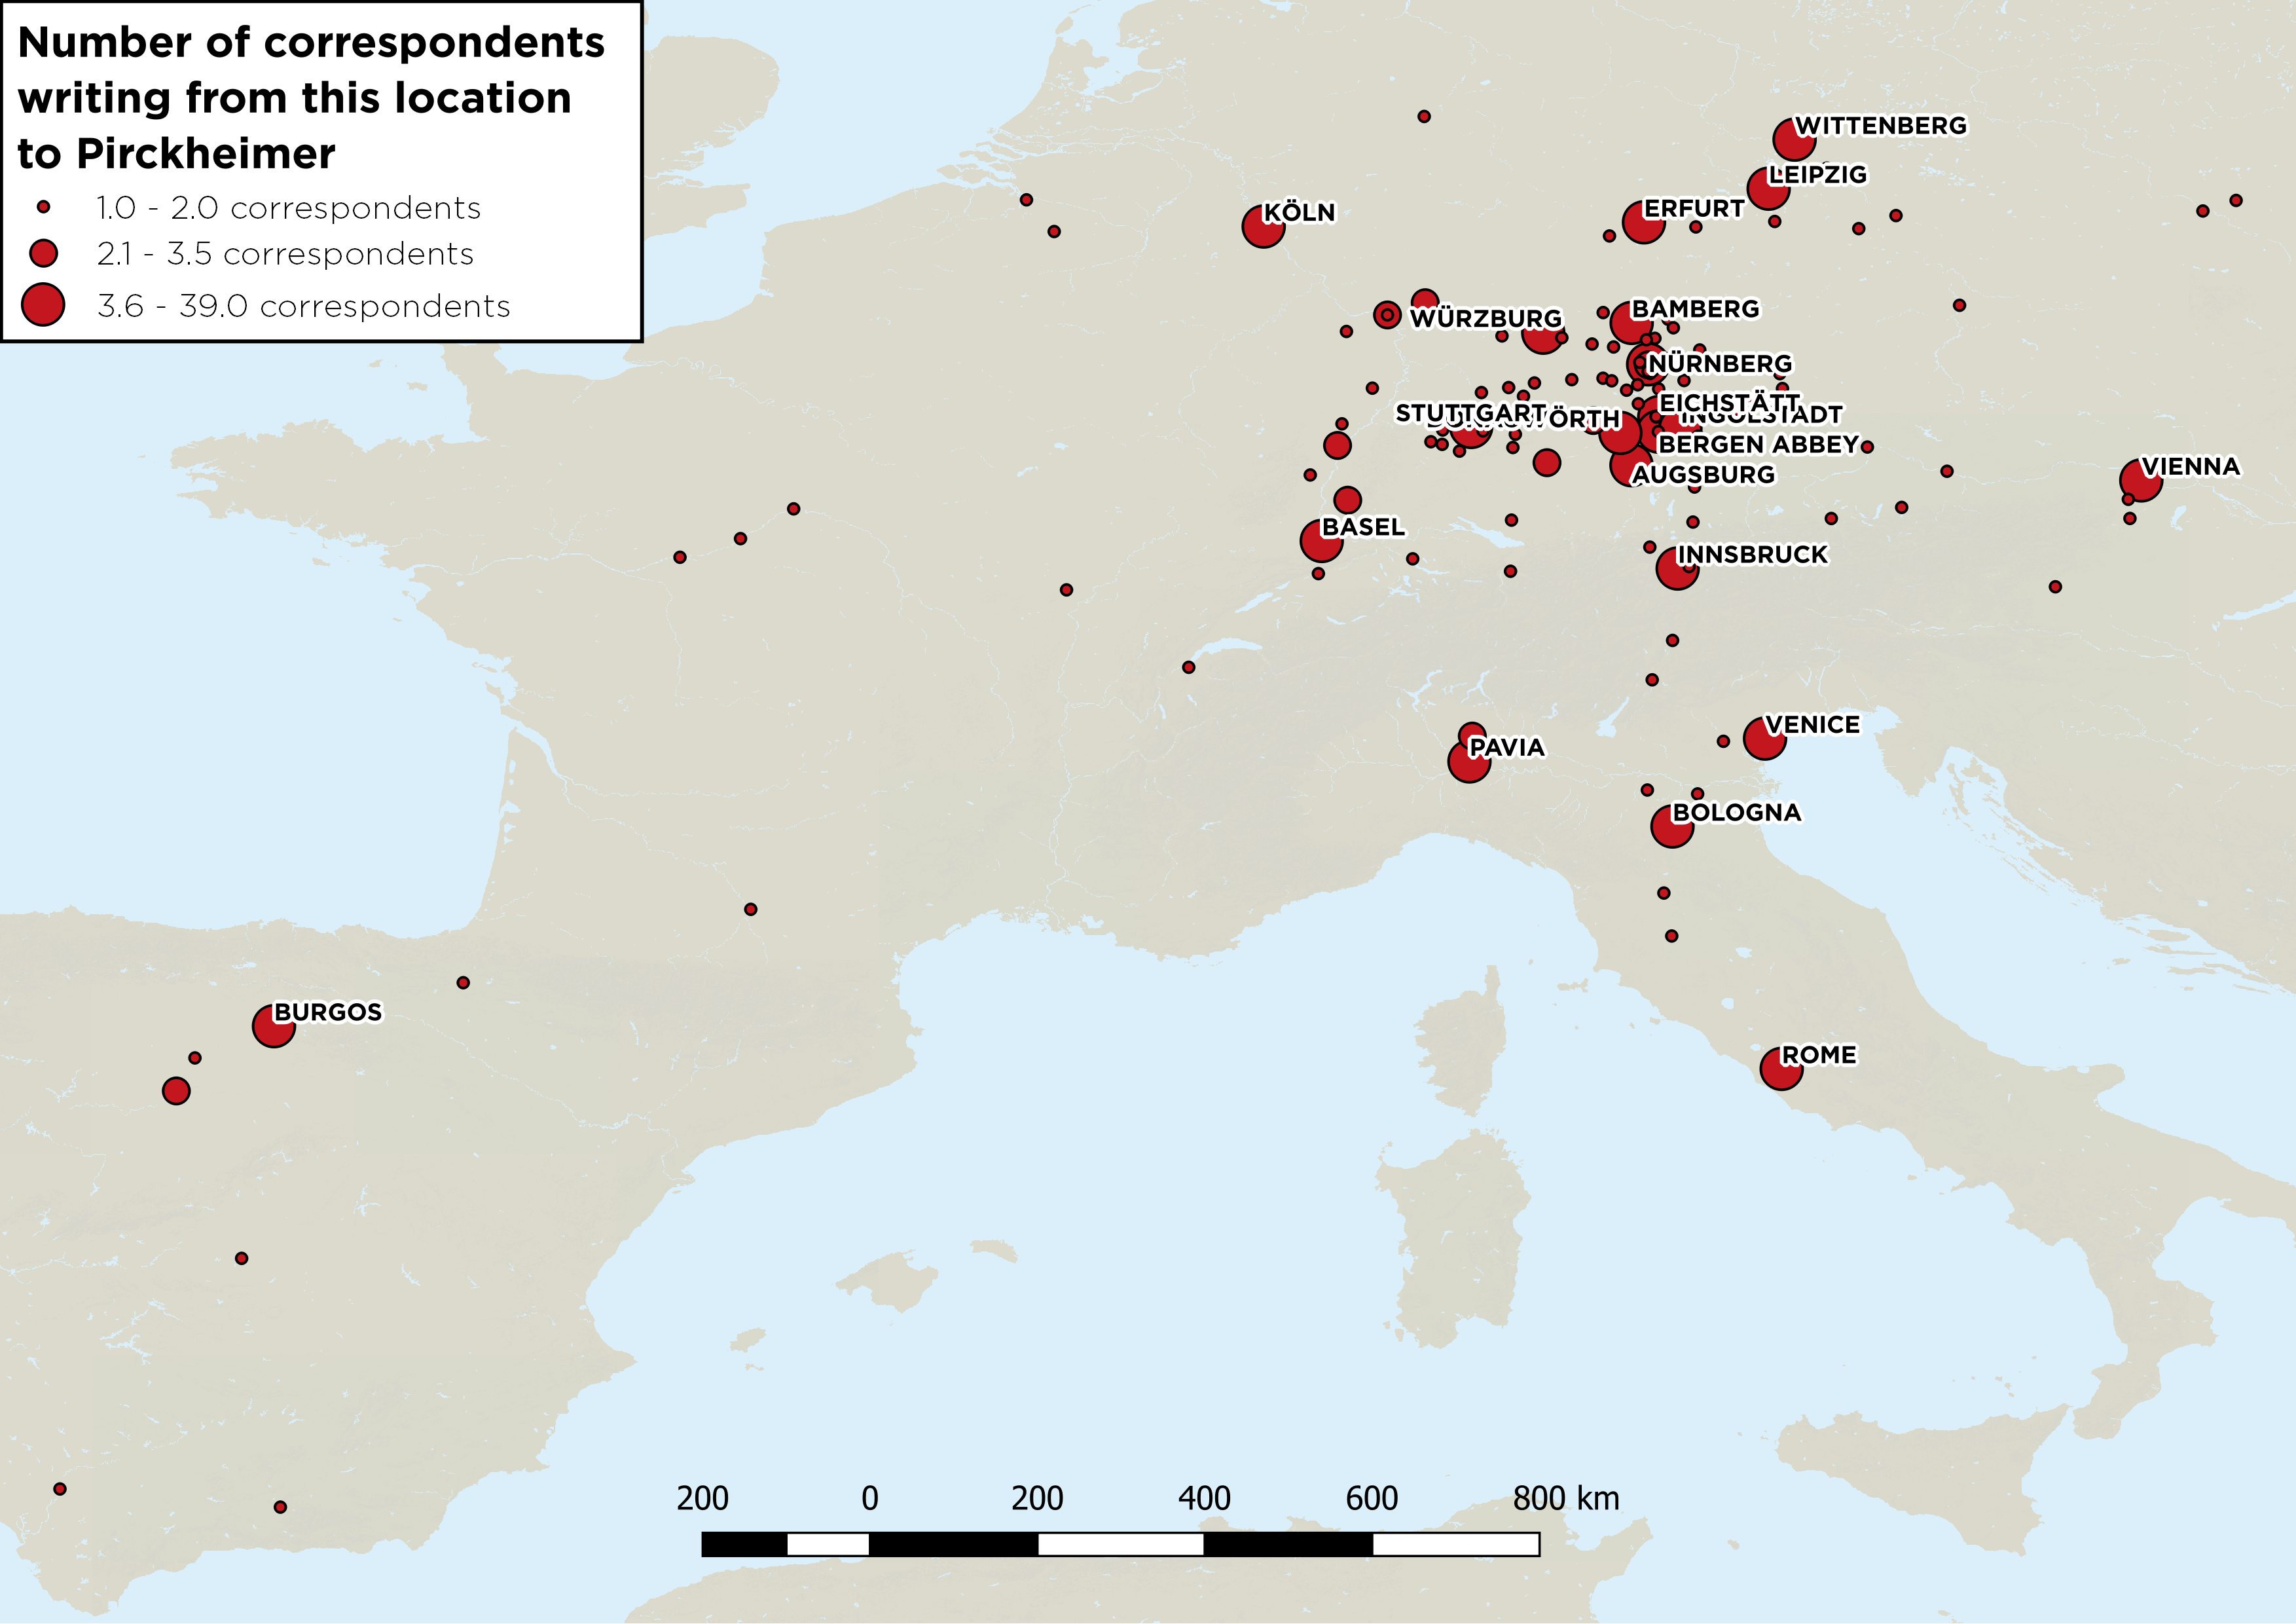 Number of correspondents
writing from this location
to Pirckheimer
1.0 - 2.0 correspondents
2.1 - 3.5 correspondents
3.6 - 39.0 correspondents
WITTENBERG
LEIPZIG
KÖLN
ERFURT
BAMBERG
WÜRZBURG
NÜRNBERG
EICHSTÄTT
STUTTGART
INGOLSTADT
BERGEN ABBEY
VIENNA
AUGSBURG
BASEL
INNSBRUCK
VENICE
PAVIA
BOLOGNA
BURGOS
ROME
200 0 200 400 600 800 km